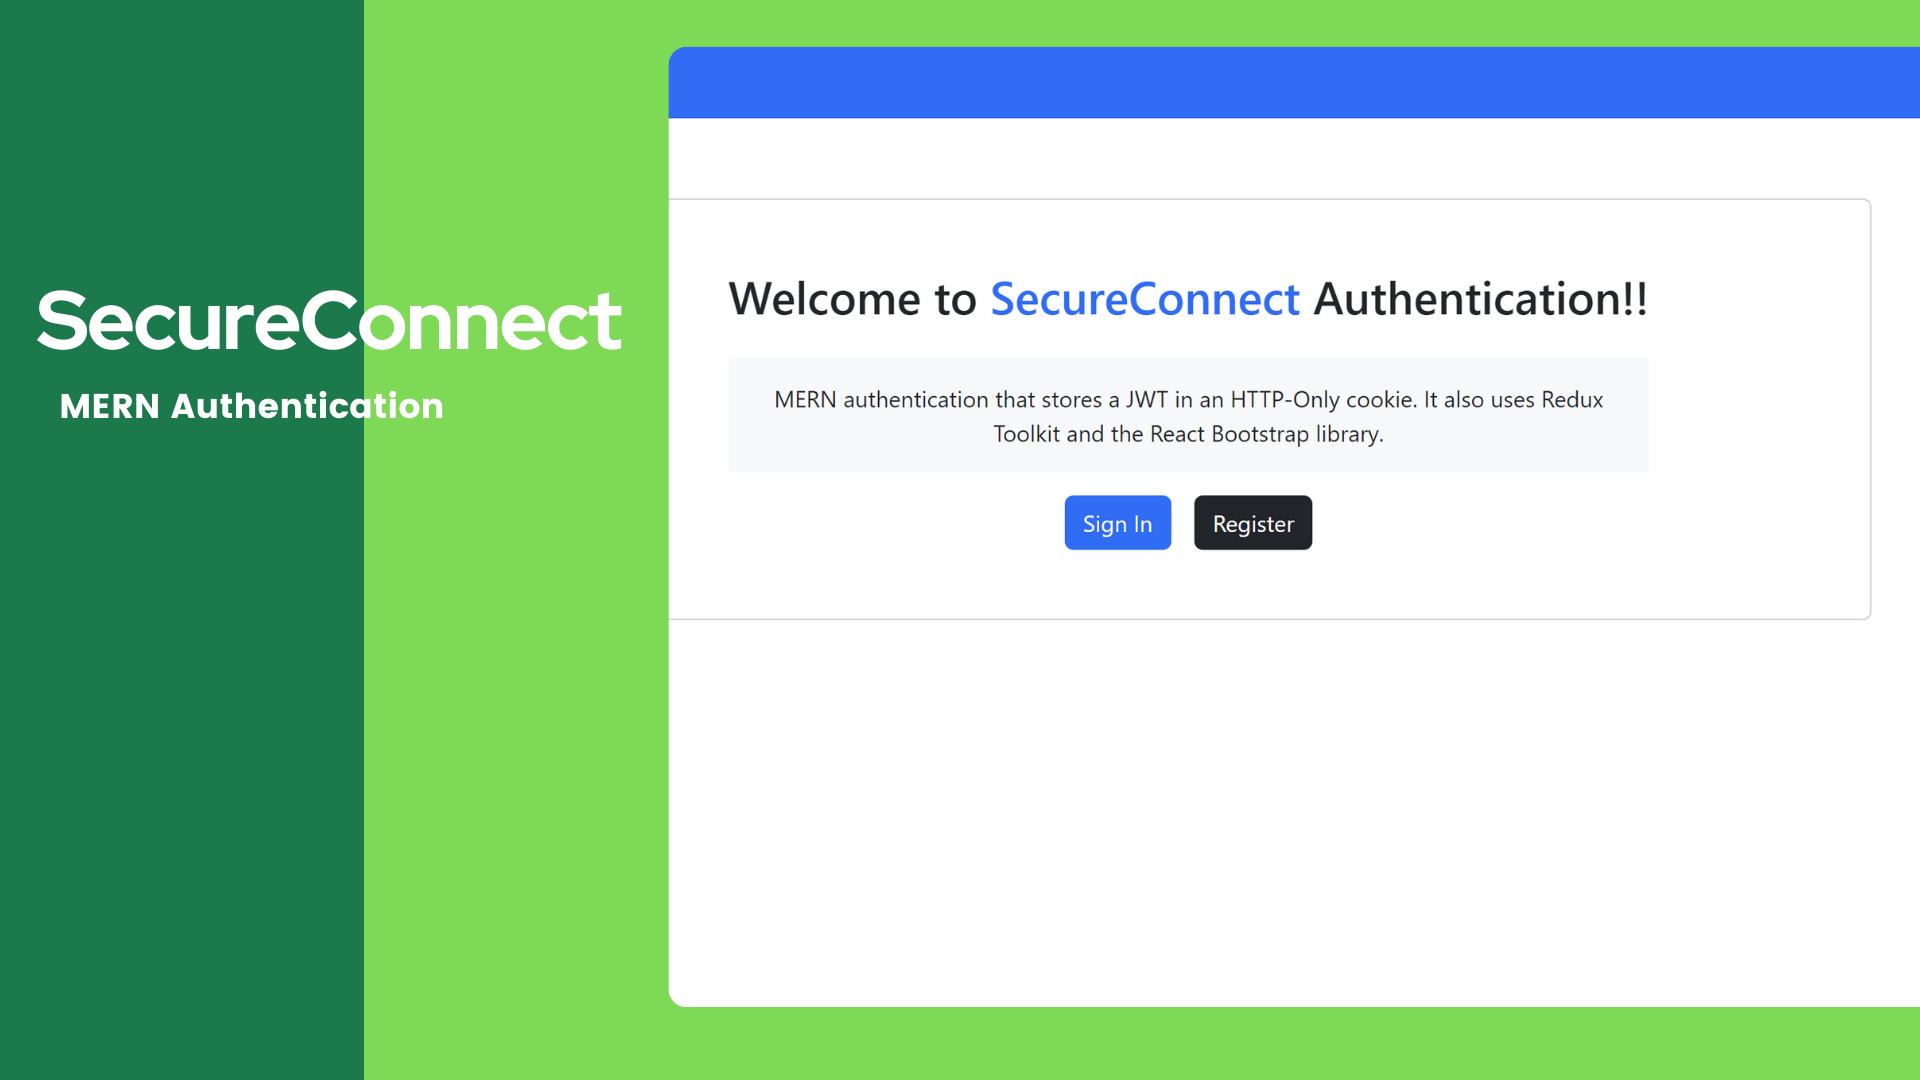 SecureConnect
MERN Authentication
Welcome to SecureConnect Authentication!!
MERN authentication that stores a JWT in an HTTP-Only cookie. It also uses Redux
Toolkit and the React Bootstrap library.
Sign In
Register